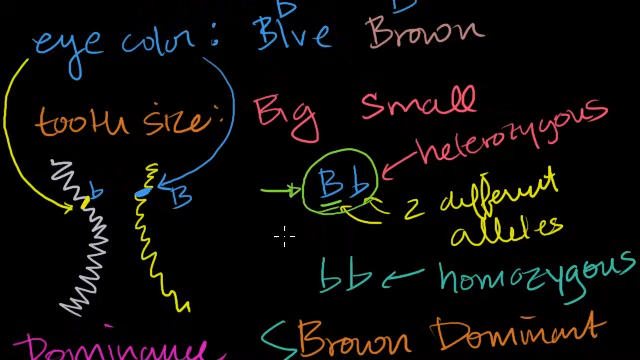 b B
eye color: Blue Brown
tooth size: Big Small
heterozygous
b B Bb 2 different
alleles
bb homozygous
Dominance Brown Dominant